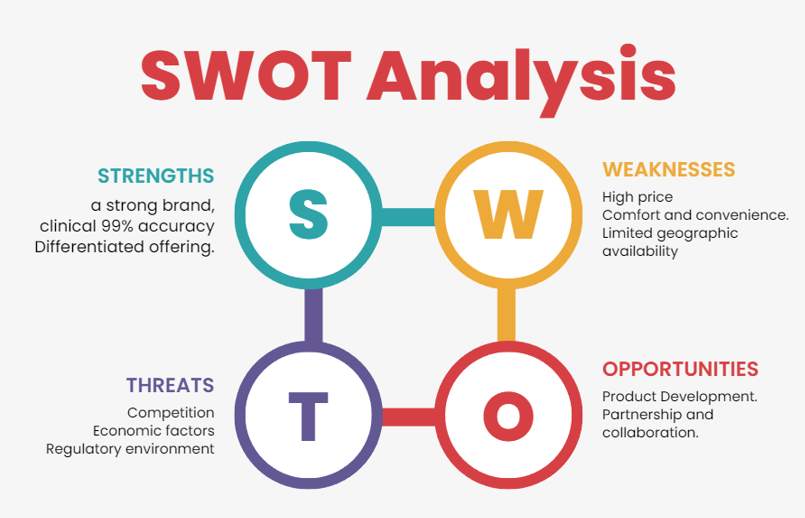 SWOT Analysis
STRENGTHS
a strong brand,
clinical 99% accuracy
Differentiated offering.
S
W
WEAKNESSES
High price
Comfort and convenience.
Limited geographic
availability
THREATS
Competition
Economic factors
Regulatory environment
T
O
OPPORTUNITIES
Product Development.
Partnership and
collaboration.